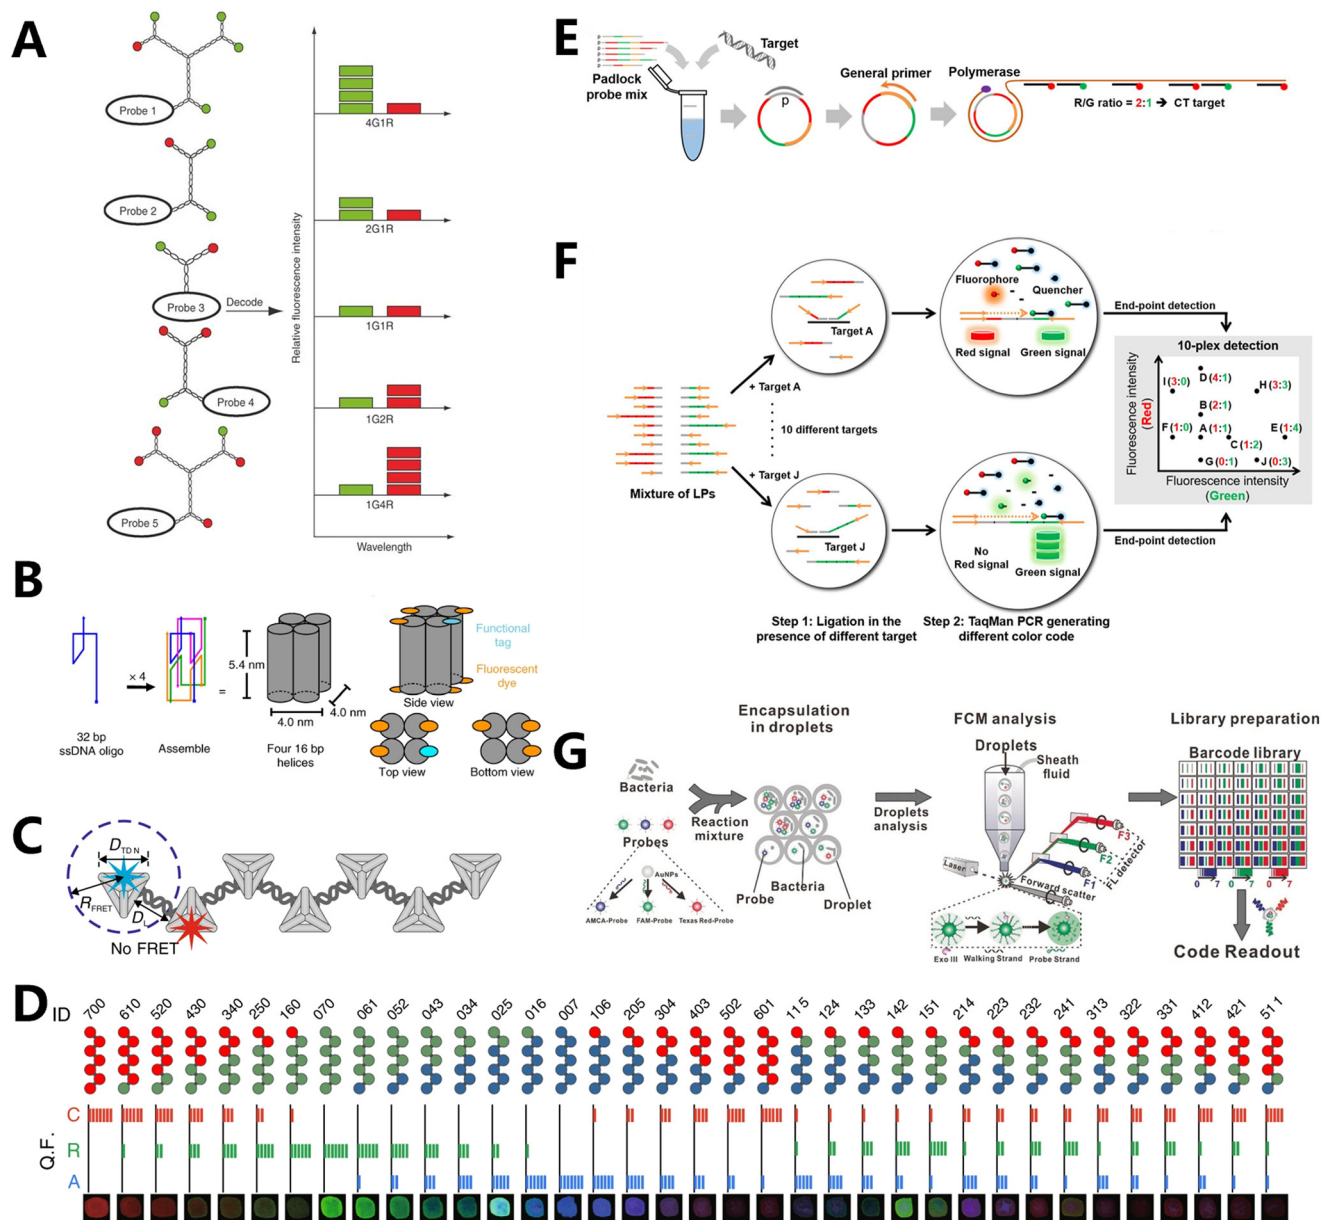 A
Probe 1
Probe 2
Probe 3
Probe 4
Probe 5
Decode
Relative fluorescence intensity
4G1R
2G1R
1G1R
1G2R
1G4R
Wavelength
B
32 bp
ssDNA oligo
× 4
Assemble
=
5.4 nm
4.0 nm
4.0 nm
Four 16 bp
helices
Functional
tag
Fluorescent
dye
Side view
Top view
Bottom view
C
D TDN
R FRET
D
No FRET
D
ID
700 610 520 430 340 250 160 070 061 052 043 034 025 016 007 106 205 304 403 502 601 115 124 133 142 151 214 223 232 241 313 322 331 412 421 511
Q.F.
C
R
A
E
Padlock
probe mix
Target
p
General primer
Polymerase
R/G ratio = 2:1 → CT target
F
Mixture of LPs
+ Target A
10 different targets
+ Target J
Target A
Target J
Fluorophore
Quencher
Red signal
Green signal
No
Red signal
Green signal
End-point detection
End-point detection
10-plex detection
Fluorescence intensity
(Red)
I (3:0)
D (4:1)
H (3:3)
B (2:1)
F (1:0)
A (1:1)
E (1:4)
C (1:2)
G (0:1)
J (0:3)
Fluorescence intensity
(Green)
Step 1: Ligation in the
presence of different target
Step 2: TaqMan PCR generating
different color code
G
Encapsulation
in droplets
FCM analysis
Library preparation
Bacteria
Probes
AuNPs
AMCA-Probe
FAM-Probe
Texas Red-Probe
Reaction
mixture
Probe
Bacteria
Droplet
Droplets
analysis
Droplets
Sheath
fluid
Laser
Forward scatter
F3
F2
F1
FL detector
Exo III
Walking Strand
Probe Strand
Barcode library
0 7 0 7 0 7
Code Readout